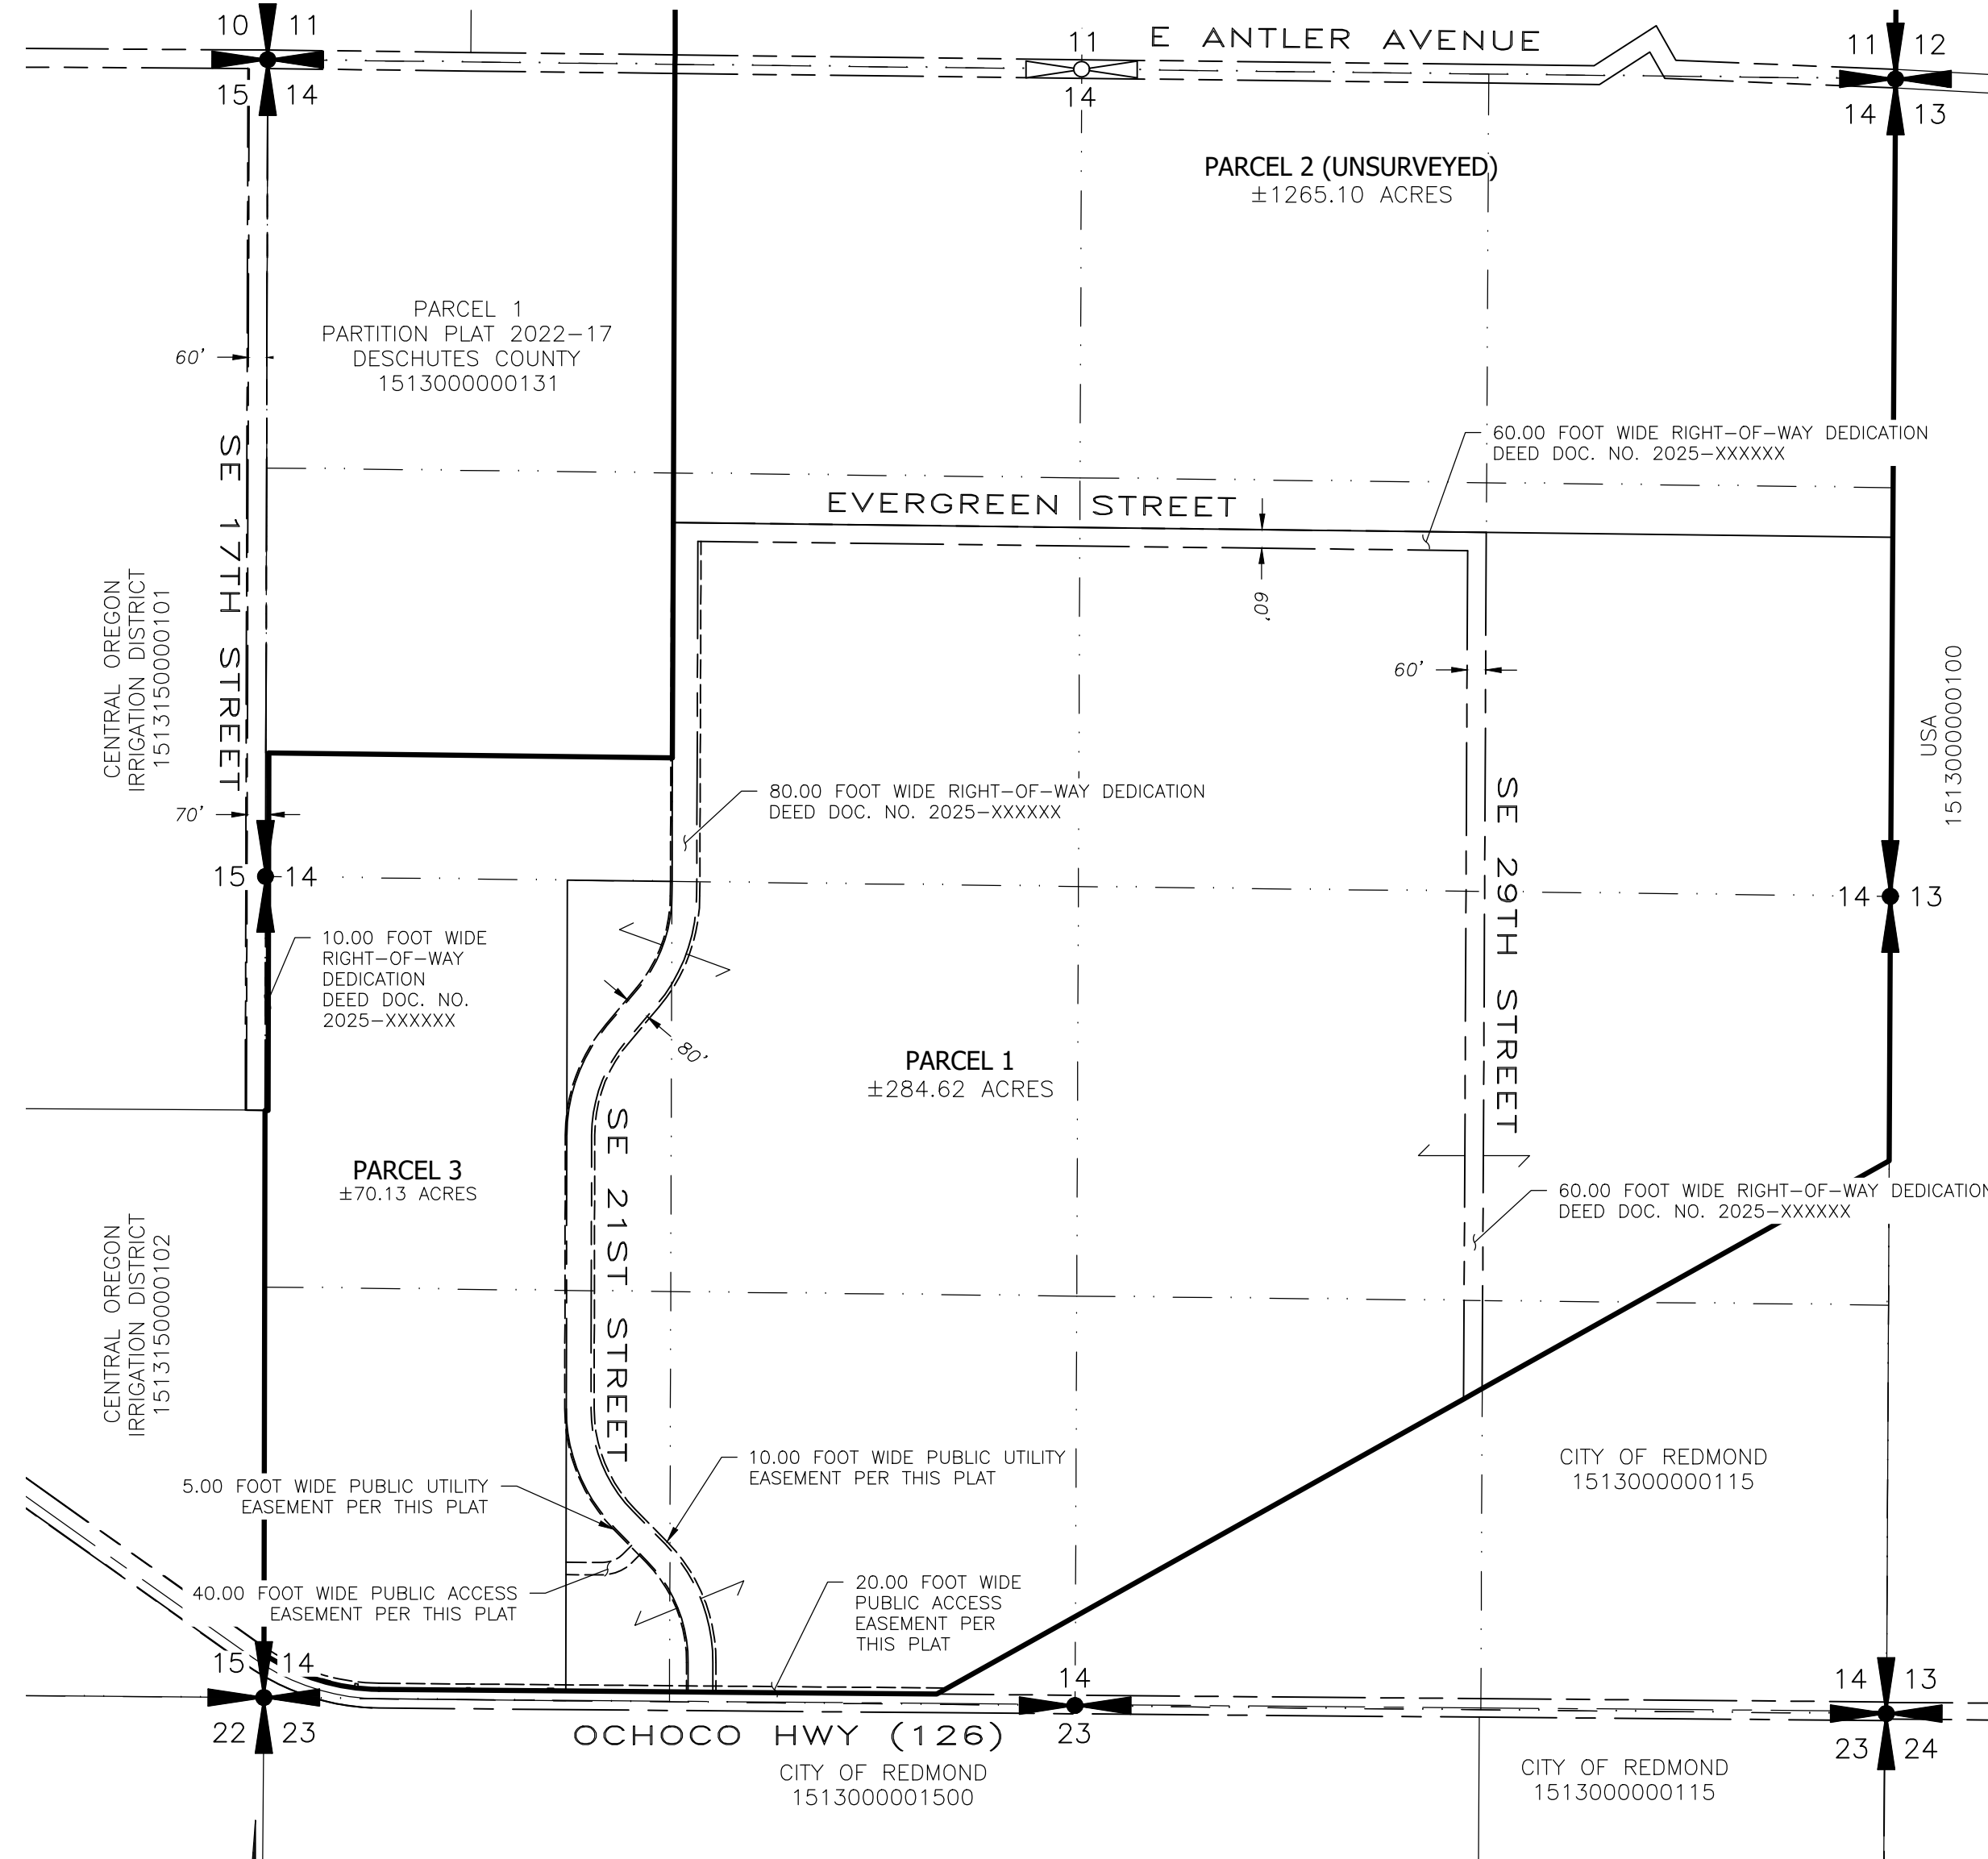 10 11
15 14
11
14
E ANTLER AVENUE
11 12
14 13
PARCEL 2 (UNSURVEYED)
±1265.10 ACRES
PARCEL 1
PARTITION PLAT 2022-17
DESCHUTES COUNTY
1513000000131
60'
SE 17TH STREET
60.00 FOOT WIDE RIGHT-OF-WAY DEDICATION
DEED DOC. NO. 2025-XXXXXX
EVERGREEN STREET
60'
60'
CENTRAL OREGON
IRRIGATION DISTRICT
1513150000101
USA
1513000000100
70'
80.00 FOOT WIDE RIGHT-OF-WAY DEDICATION
DEED DOC. NO. 2025-XXXXXX
SE 29TH STREET
15 14
14 13
10.00 FOOT WIDE
RIGHT-OF-WAY
DEDICATION
DEED DOC. NO.
2025-XXXXXX
80'
PARCEL 1
±284.62 ACRES
SE 21ST STREET
PARCEL 3
±70.13 ACRES
60.00 FOOT WIDE RIGHT-OF-WAY DEDICATION
DEED DOC. NO. 2025-XXXXXX
CENTRAL OREGON
IRRIGATION DISTRICT
1513150000102
10.00 FOOT WIDE PUBLIC UTILITY
EASEMENT PER THIS PLAT
5.00 FOOT WIDE PUBLIC UTILITY
EASEMENT PER THIS PLAT
CITY OF REDMOND
1513000000115
40.00 FOOT WIDE PUBLIC ACCESS
EASEMENT PER THIS PLAT
20.00 FOOT WIDE
PUBLIC ACCESS
EASEMENT PER
THIS PLAT
15 14
22 23
14
23
14 13
23 24
OCHOCO HWY (126)
CITY OF REDMOND
1513000001500
CITY OF REDMOND
1513000000115